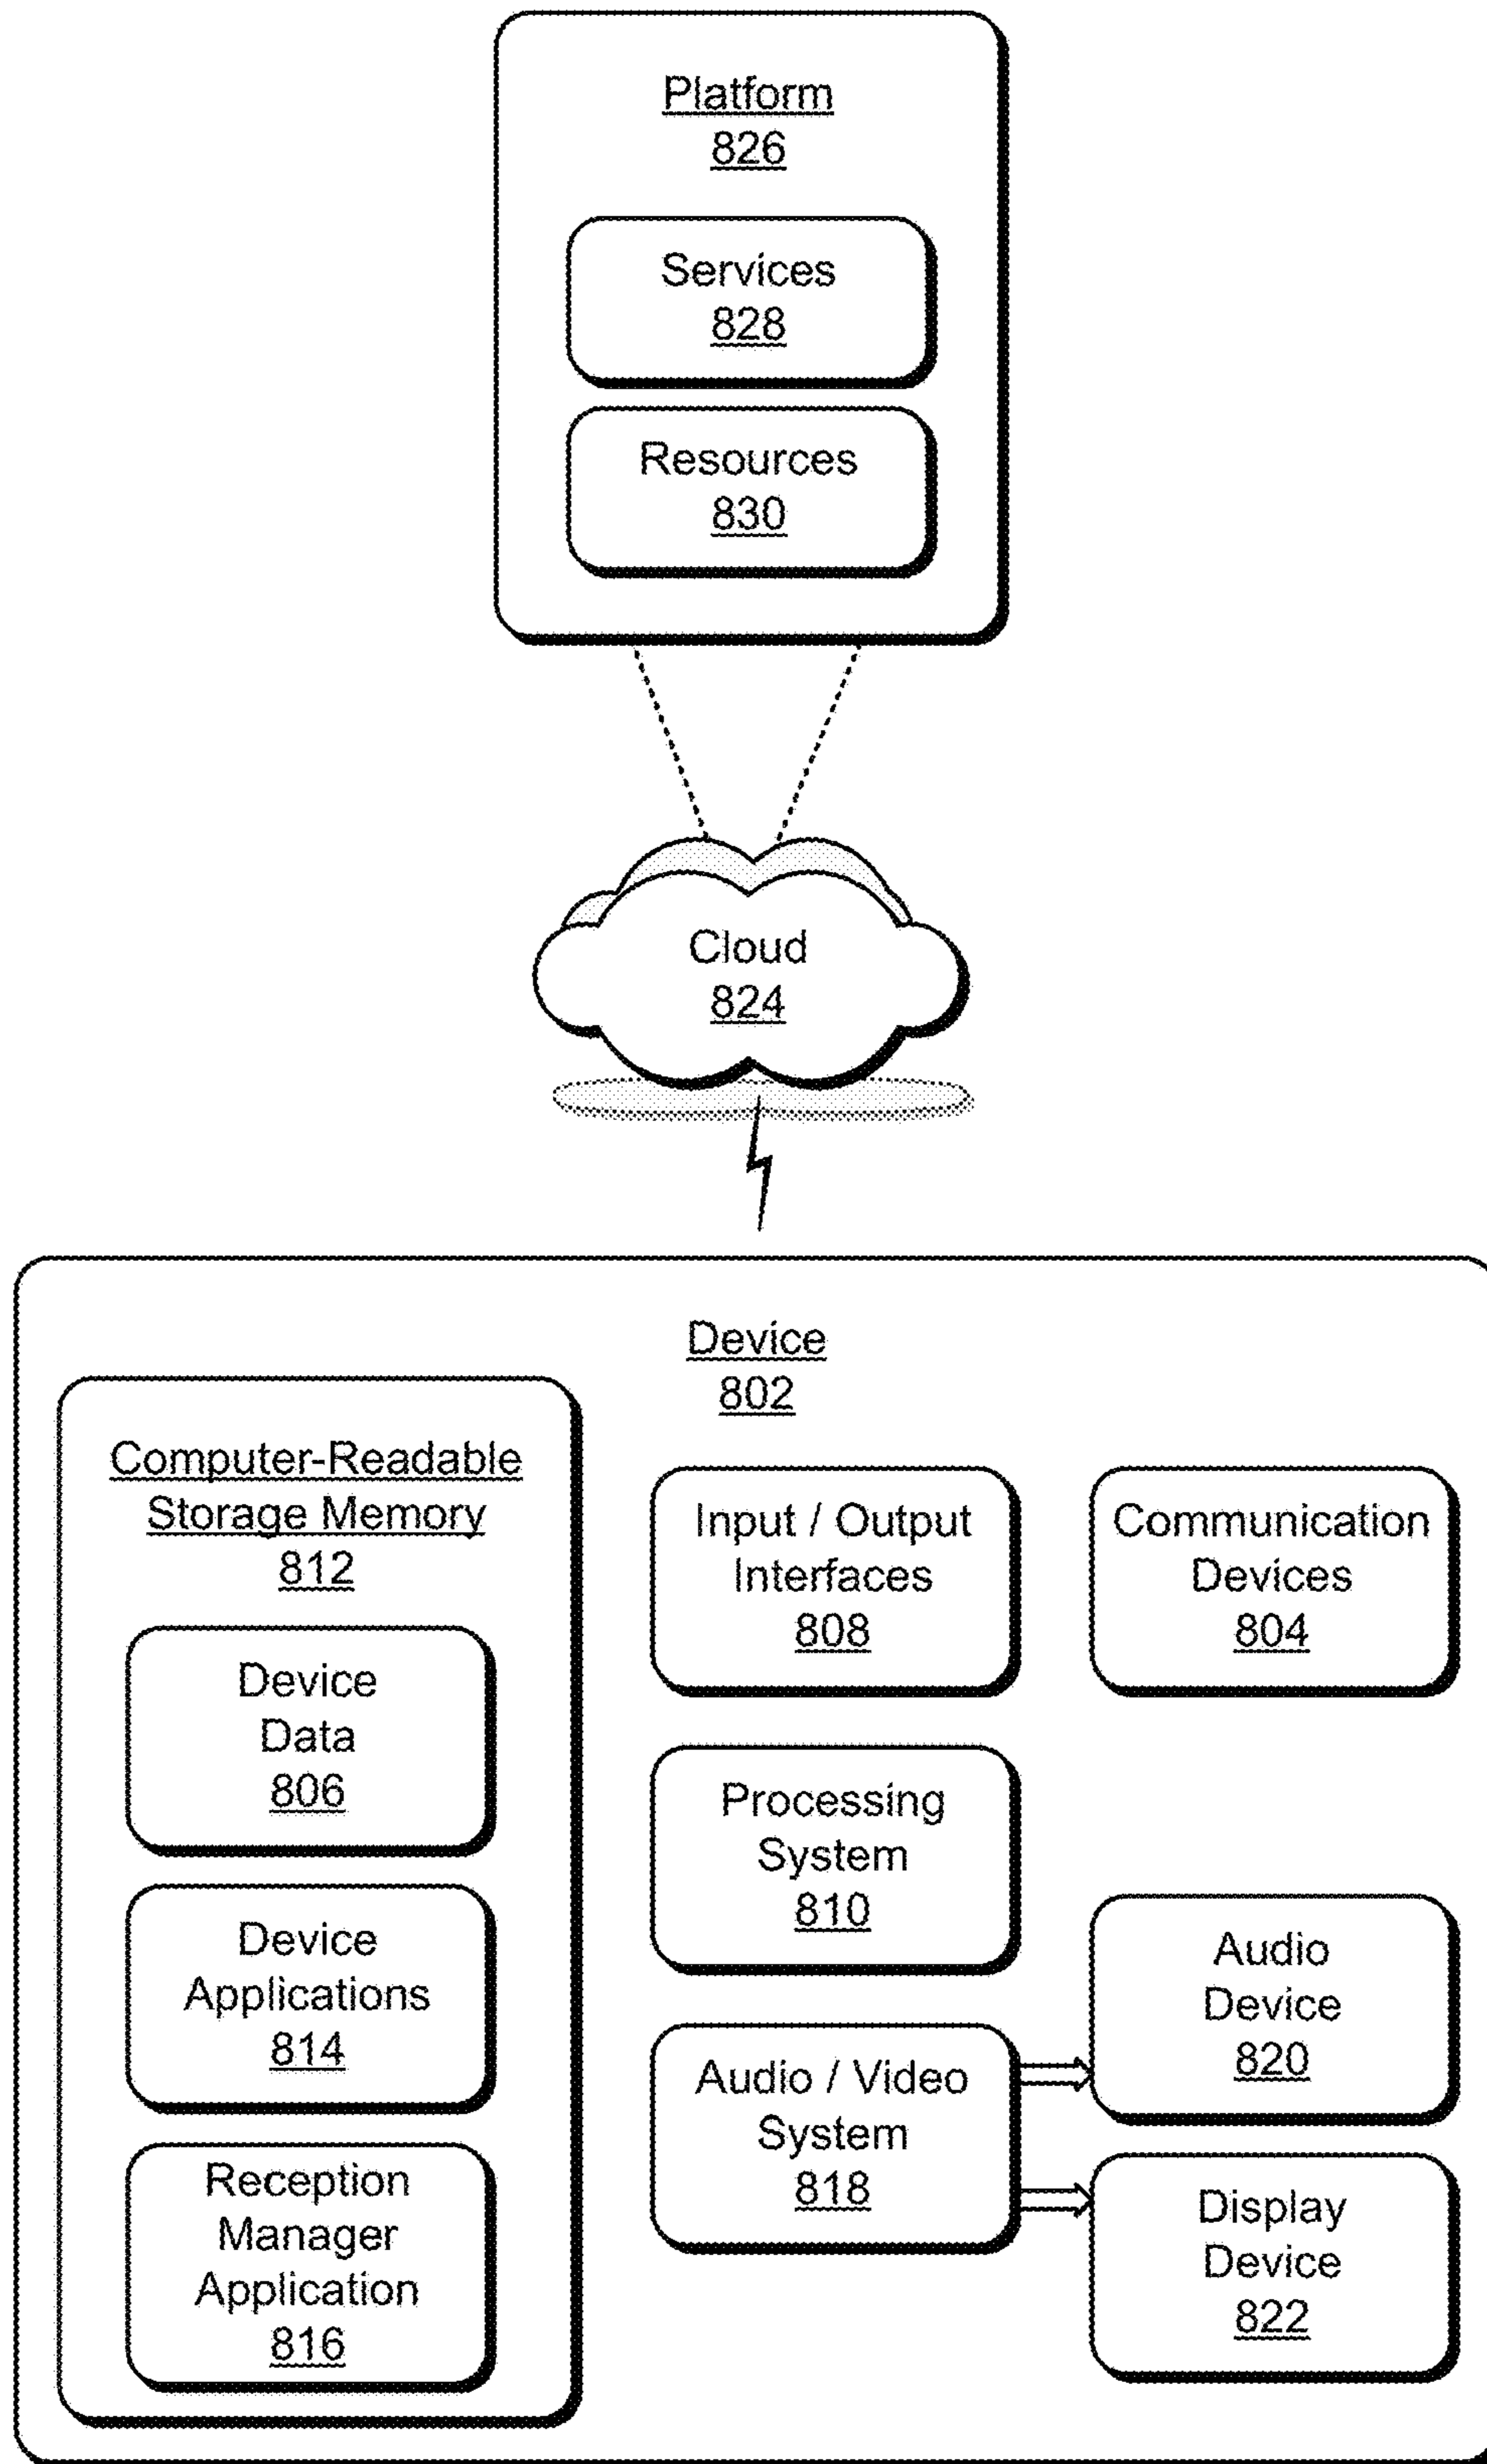 Platform
826
Services
828
Resources
830
Cloud
824
Device
802
Computer-Readable
Storage Memory
812
Device
Data
806
Device
Applications
814
Reception
Manager
Application
816
Input / Output
Interfaces
808
Processing
System
810
Audio / Video
System
818
Communication
Devices
804
Audio
Device
820
Display
Device
822